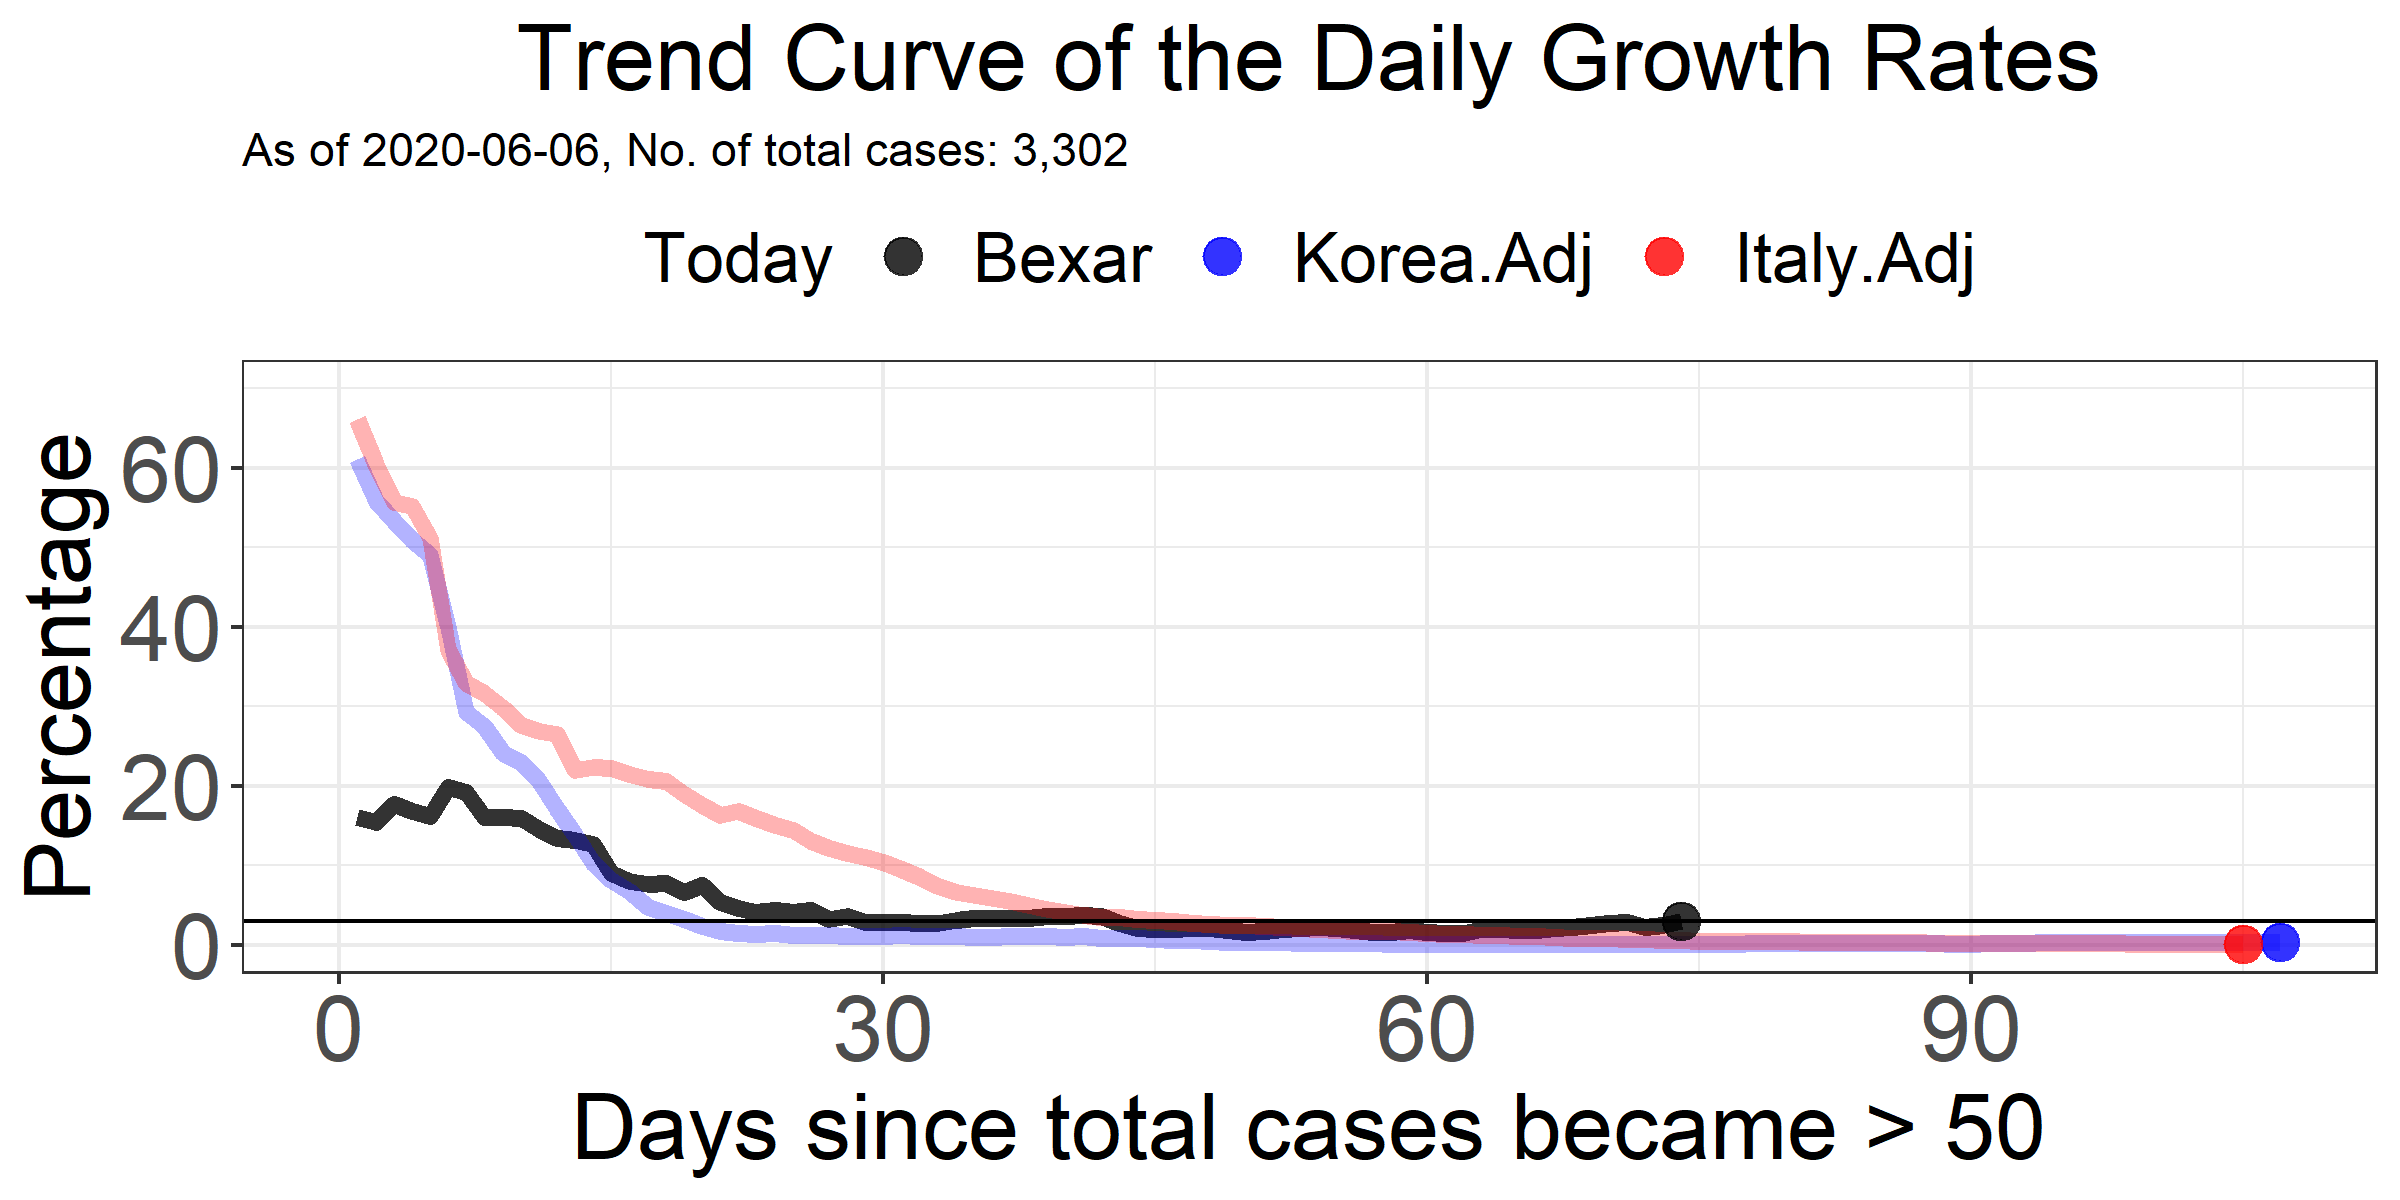 Trend Curve of the Daily Growth Rates
As of 2020-06-06, No. of total cases: 3,302
Today Bexar Korea.Adj Italy.Adj
Percentage
60
40
20
0
0 30 60 90
Days since total cases became > 50